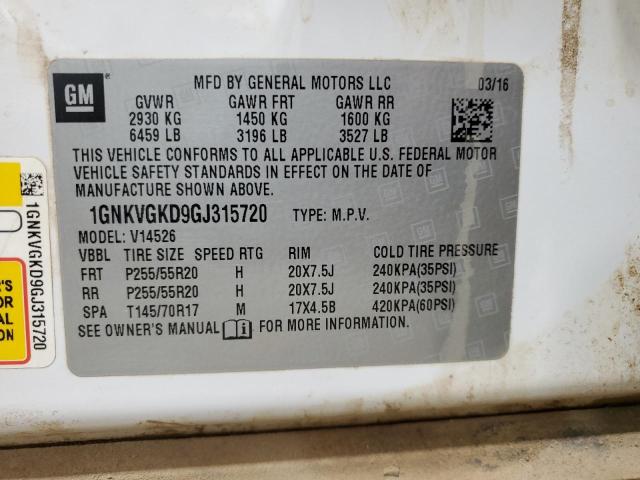 GM
MFD BY GENERAL MOTORS LLC 03/16
GVWR GAWR FRT GAWR RR
2930 KG 1450 KG 1600 KG
6459 LB 3196 LB 3527 LB
THIS VEHICLE CONFORMS TO ALL APPLICABLE U.S. FEDERAL MOTOR
VEHICLE SAFETY STANDARDS IN EFFECT ON THE DATE OF
MANUFACTURE SHOWN ABOVE.
1GNKVGKD9GJ315720 TYPE: M.P.V.
MODEL: V14526
VBBL TIRE SIZE SPEED RTG RIM COLD TIRE PRESSURE
FRT P255/55R20 H 20X7.5J 240KPA(35PSI)
RR P255/55R20 H 20X7.5J 240KPA(35PSI)
SPA T145/70R17 M 17X4.5B 420KPA(60PSI)
SEE OWNER'S MANUAL FOR MORE INFORMATION.
1GNKVGKD9GJ315720